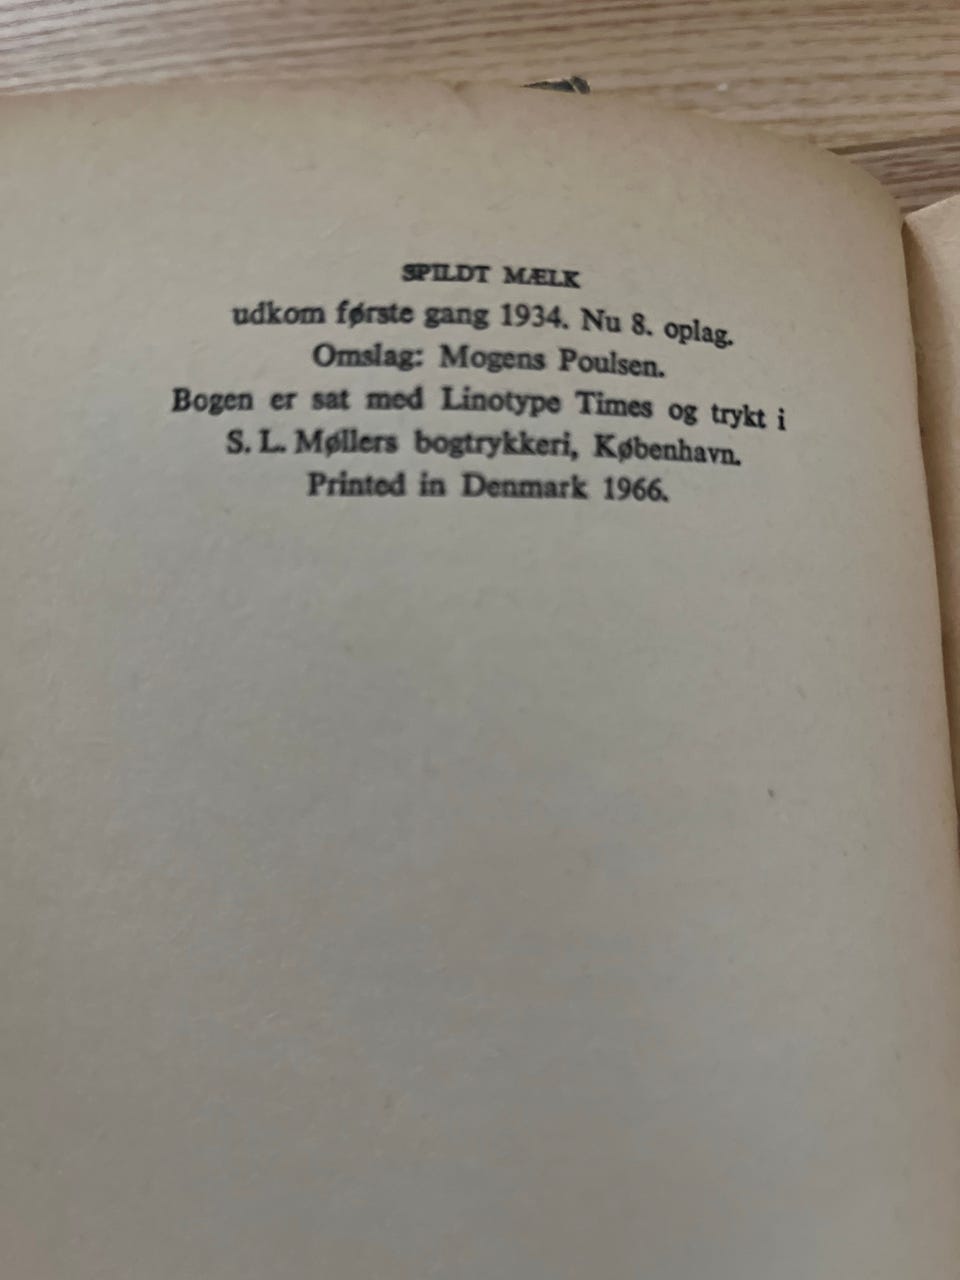 SPILDT MÆLK
udkom første gang 1934. Nu 8. oplag.
Omslag: Mogens Poulsen.
Bogen er sat med Linotype Times og trykt i
S. L. Møllers bogtrykkeri, København.
Printed in Denmark 1966.